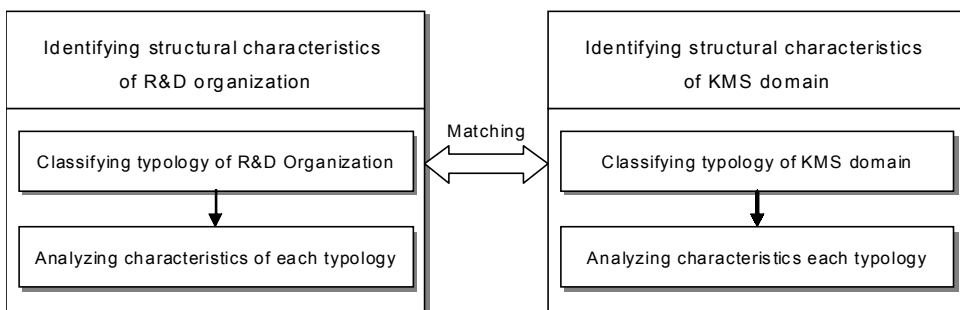 Identifying structural characteristics
of R&D organization
Classifying typology of R&D Organization
Analyzing characteristics of each typology
Matching
Identifying structural characteristics
of KMS domain
Classifying typology of KMS domain
Analyzing characteristics each typology